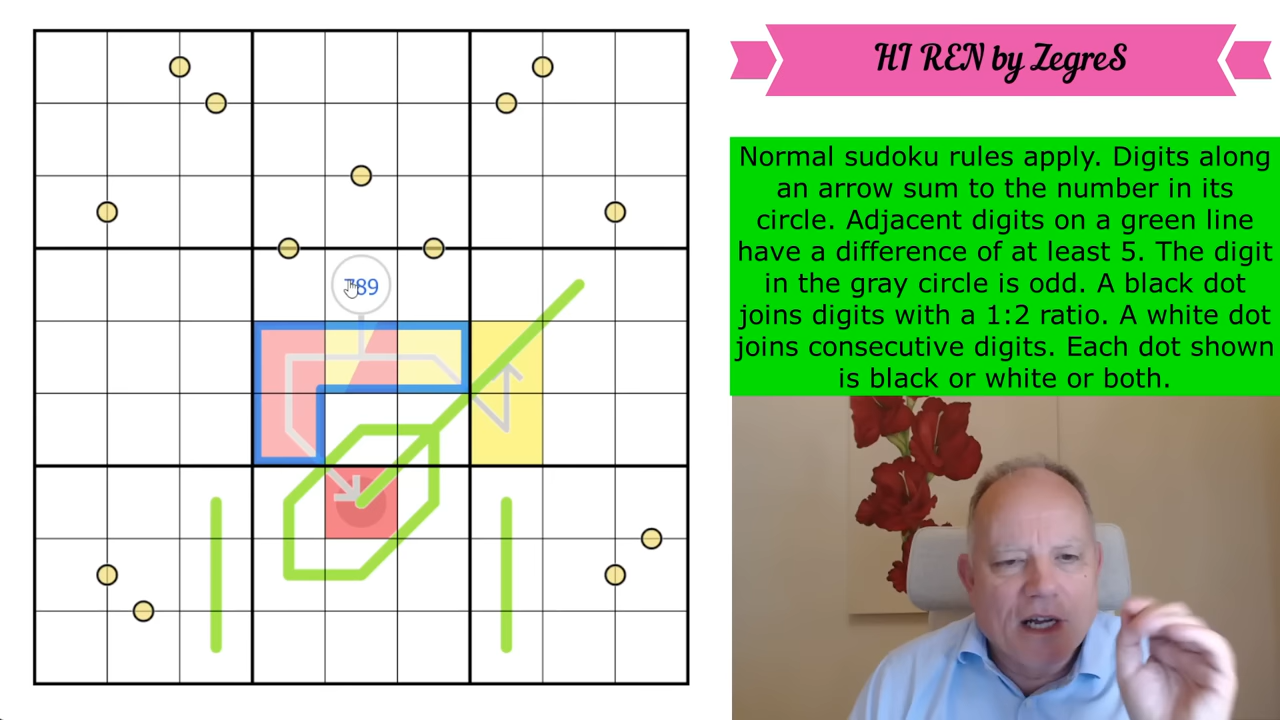 HI REN by ZegreS
Normal sudoku rules apply. Digits along
an arrow sum to the number in its
circle. Adjacent digits on a green line
have a difference of at least 5. The digit
in the gray circle is odd. A black dot
joins digits with a 1:2 ratio. A white dot
joins consecutive digits. Each dot shown
is black or white or both.
789